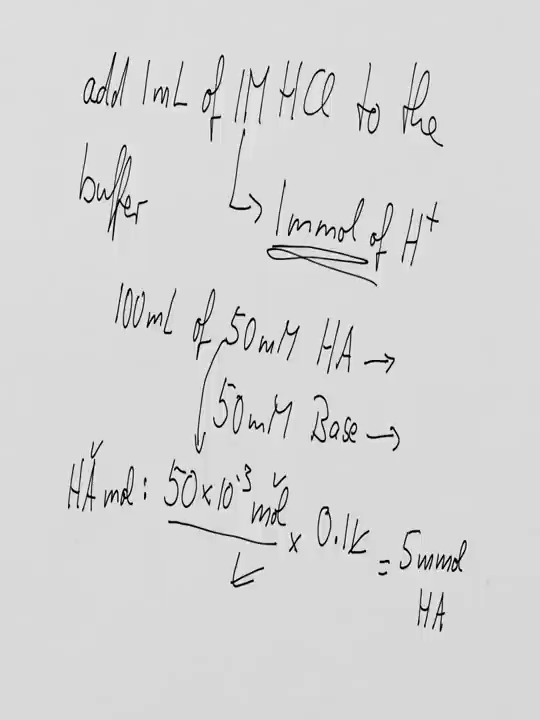 add 1mL of 1M HCl to the
buffer
↳ 1mmol of H⁺
100mL of 50mM HA →
50mM Base →
HA mol: 50×10⁻³ mol × 0.1L = 5mmol
L
HA